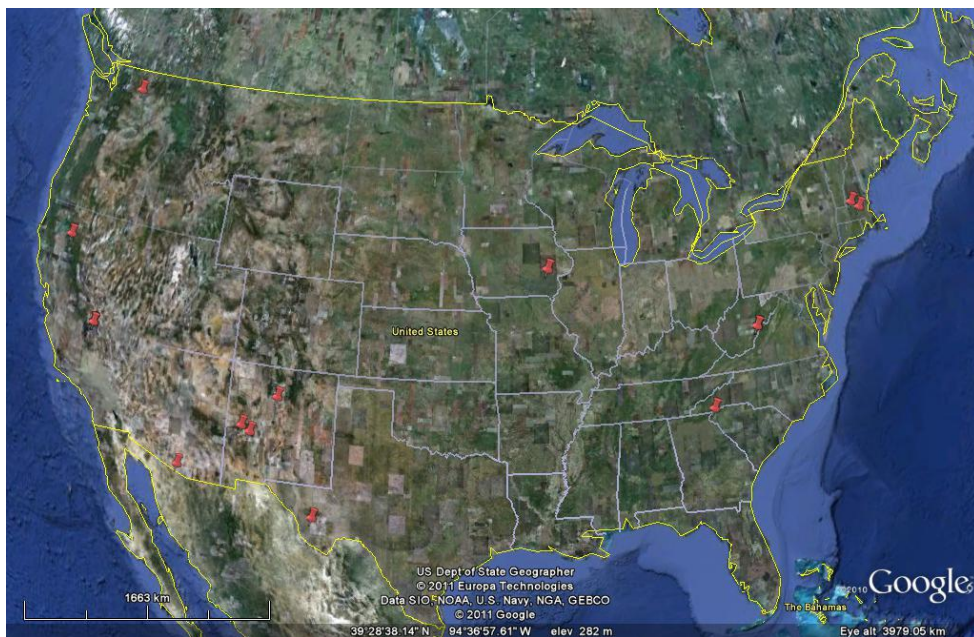 United States
US Dept of State Geographer
© 2011 Europa Technologies
Data SIO, NOAA, U.S. Navy, NGA, GEBCO
© 2011 Google
©2010 Google
The Bahamas
1663 km
39°28'38.14" N 94°36'57.61" W elev 282 m
Eye alt 3979.05 km